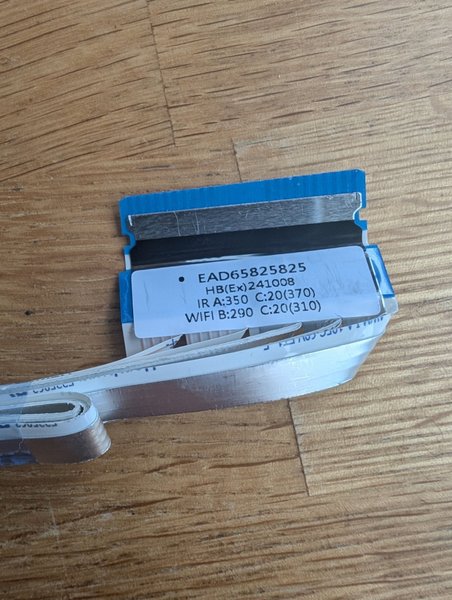 EAD65825825
HB(Ex)241008
IR A:350 C:20(370)
WIFI B:290 C:20(310)